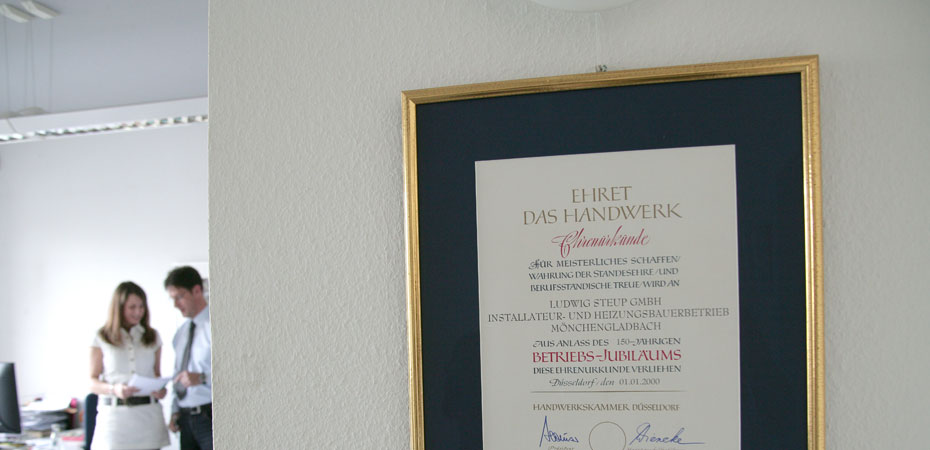 EHRET
DAS HANDWERK
Ehrenurkunde
FÜR MEISTERLICHES SCHAFFEN/
WAHRUNG DER STANDESEHRE/UND
BERUFSSTÄNDISCHE TREUE/WIRD AN
LUDWIG STEUP GMBH
INSTALLATEUR- UND HEIZUNGSBAUERBETRIEB
MÖNCHENGLADBACH
AUS ANLASS DES 150-JÄHRIGEN
BETRIEBS-JUBILÄUMS
DIESE EHRENURKUNDE VERLIEHEN
Düsseldorf, den 01.01.2000
HANDWERKSKAMMER DÜSSELDORF